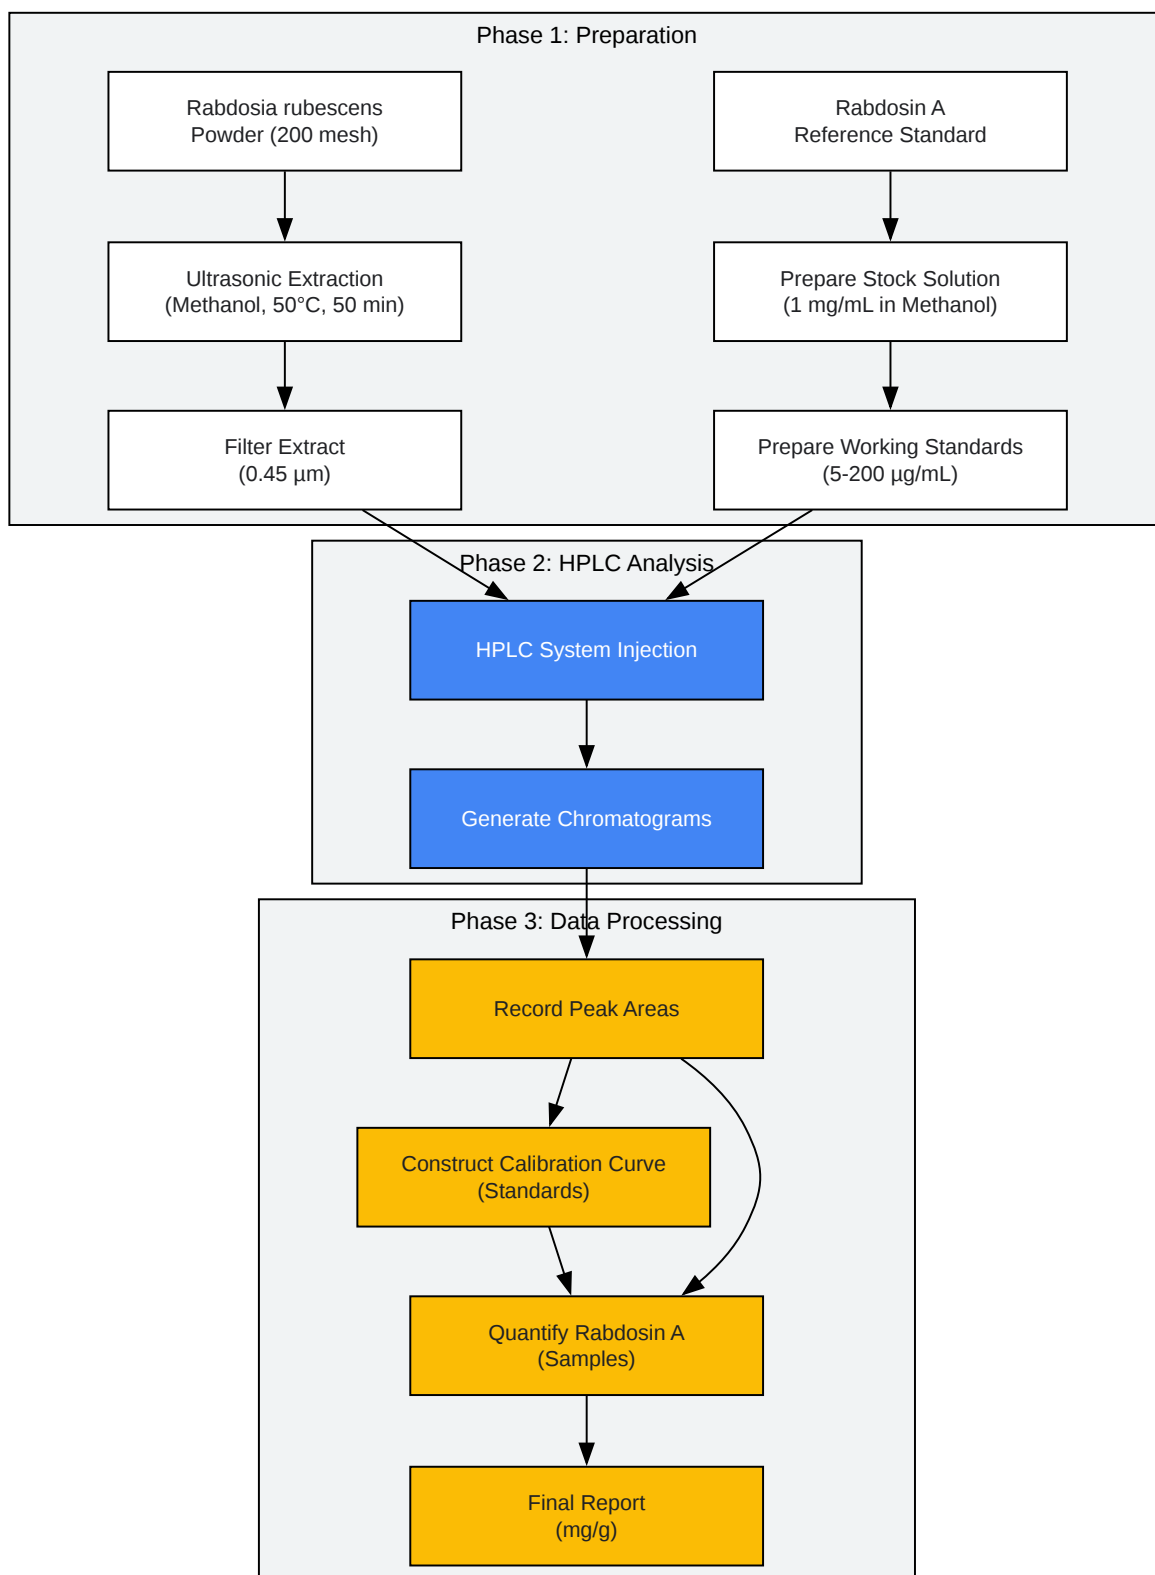 Phase 1: Preparation
Rabdosia rubescens
Powder (200 mesh)
Rabdosin A
Reference Standard
Ultrasonic Extraction
(Methanol, 50°C, 50 min)
Prepare Stock Solution
(1 mg/mL in Methanol)
Filter Extract
(0.45 µm)
Prepare Working Standards
(5-200 µg/mL)
Phase 2: HPLC Analysis
HPLC System Injection
Generate Chromatograms
Phase 3: Data Processing
Record Peak Areas
Construct Calibration Curve
(Standards)
Quantify Rabdosin A
(Samples)
Final Report
(mg/g)